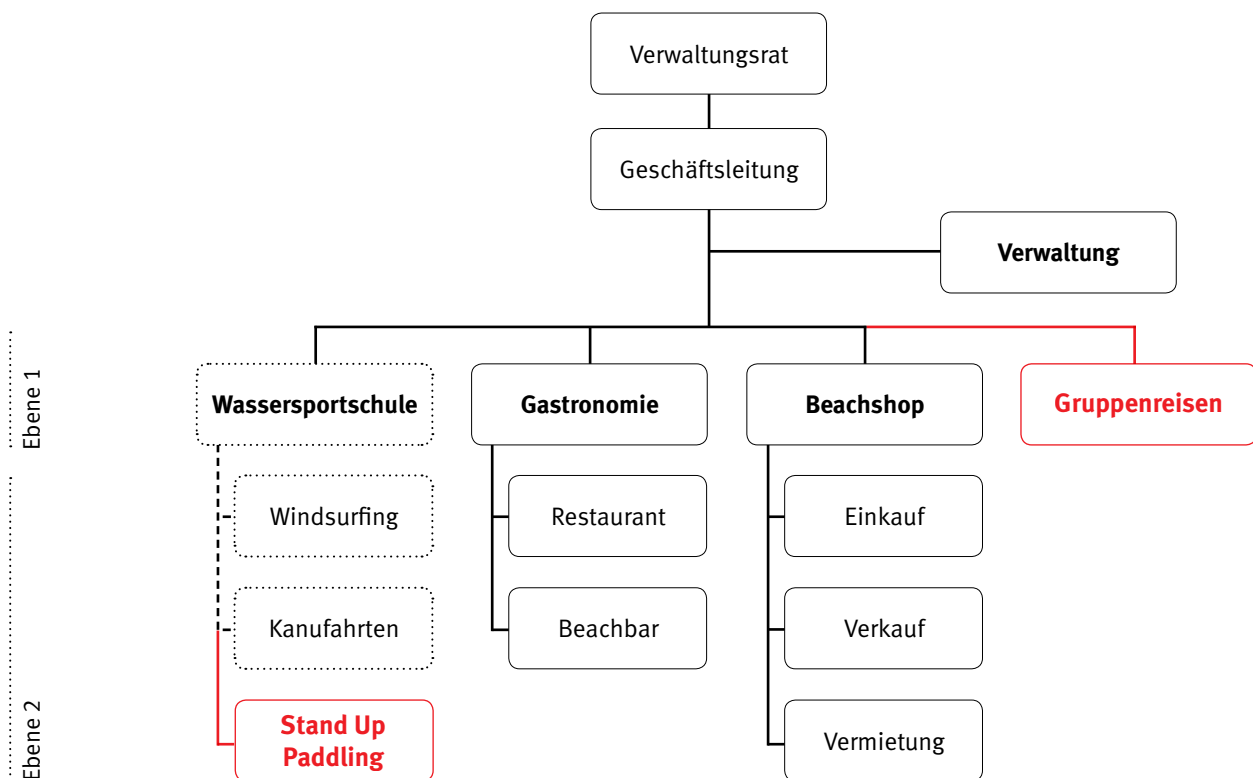 Verwaltungsrat
Geschäftsleitung
Verwaltung
Ebene 1
Wassersportschule
Gastronomie
Beachshop
Gruppenreisen
Ebene 2
Windsurfing
Restaurant
Einkauf
Kanufahrten
Beachbar
Verkauf
Stand Up
Paddling
Vermietung